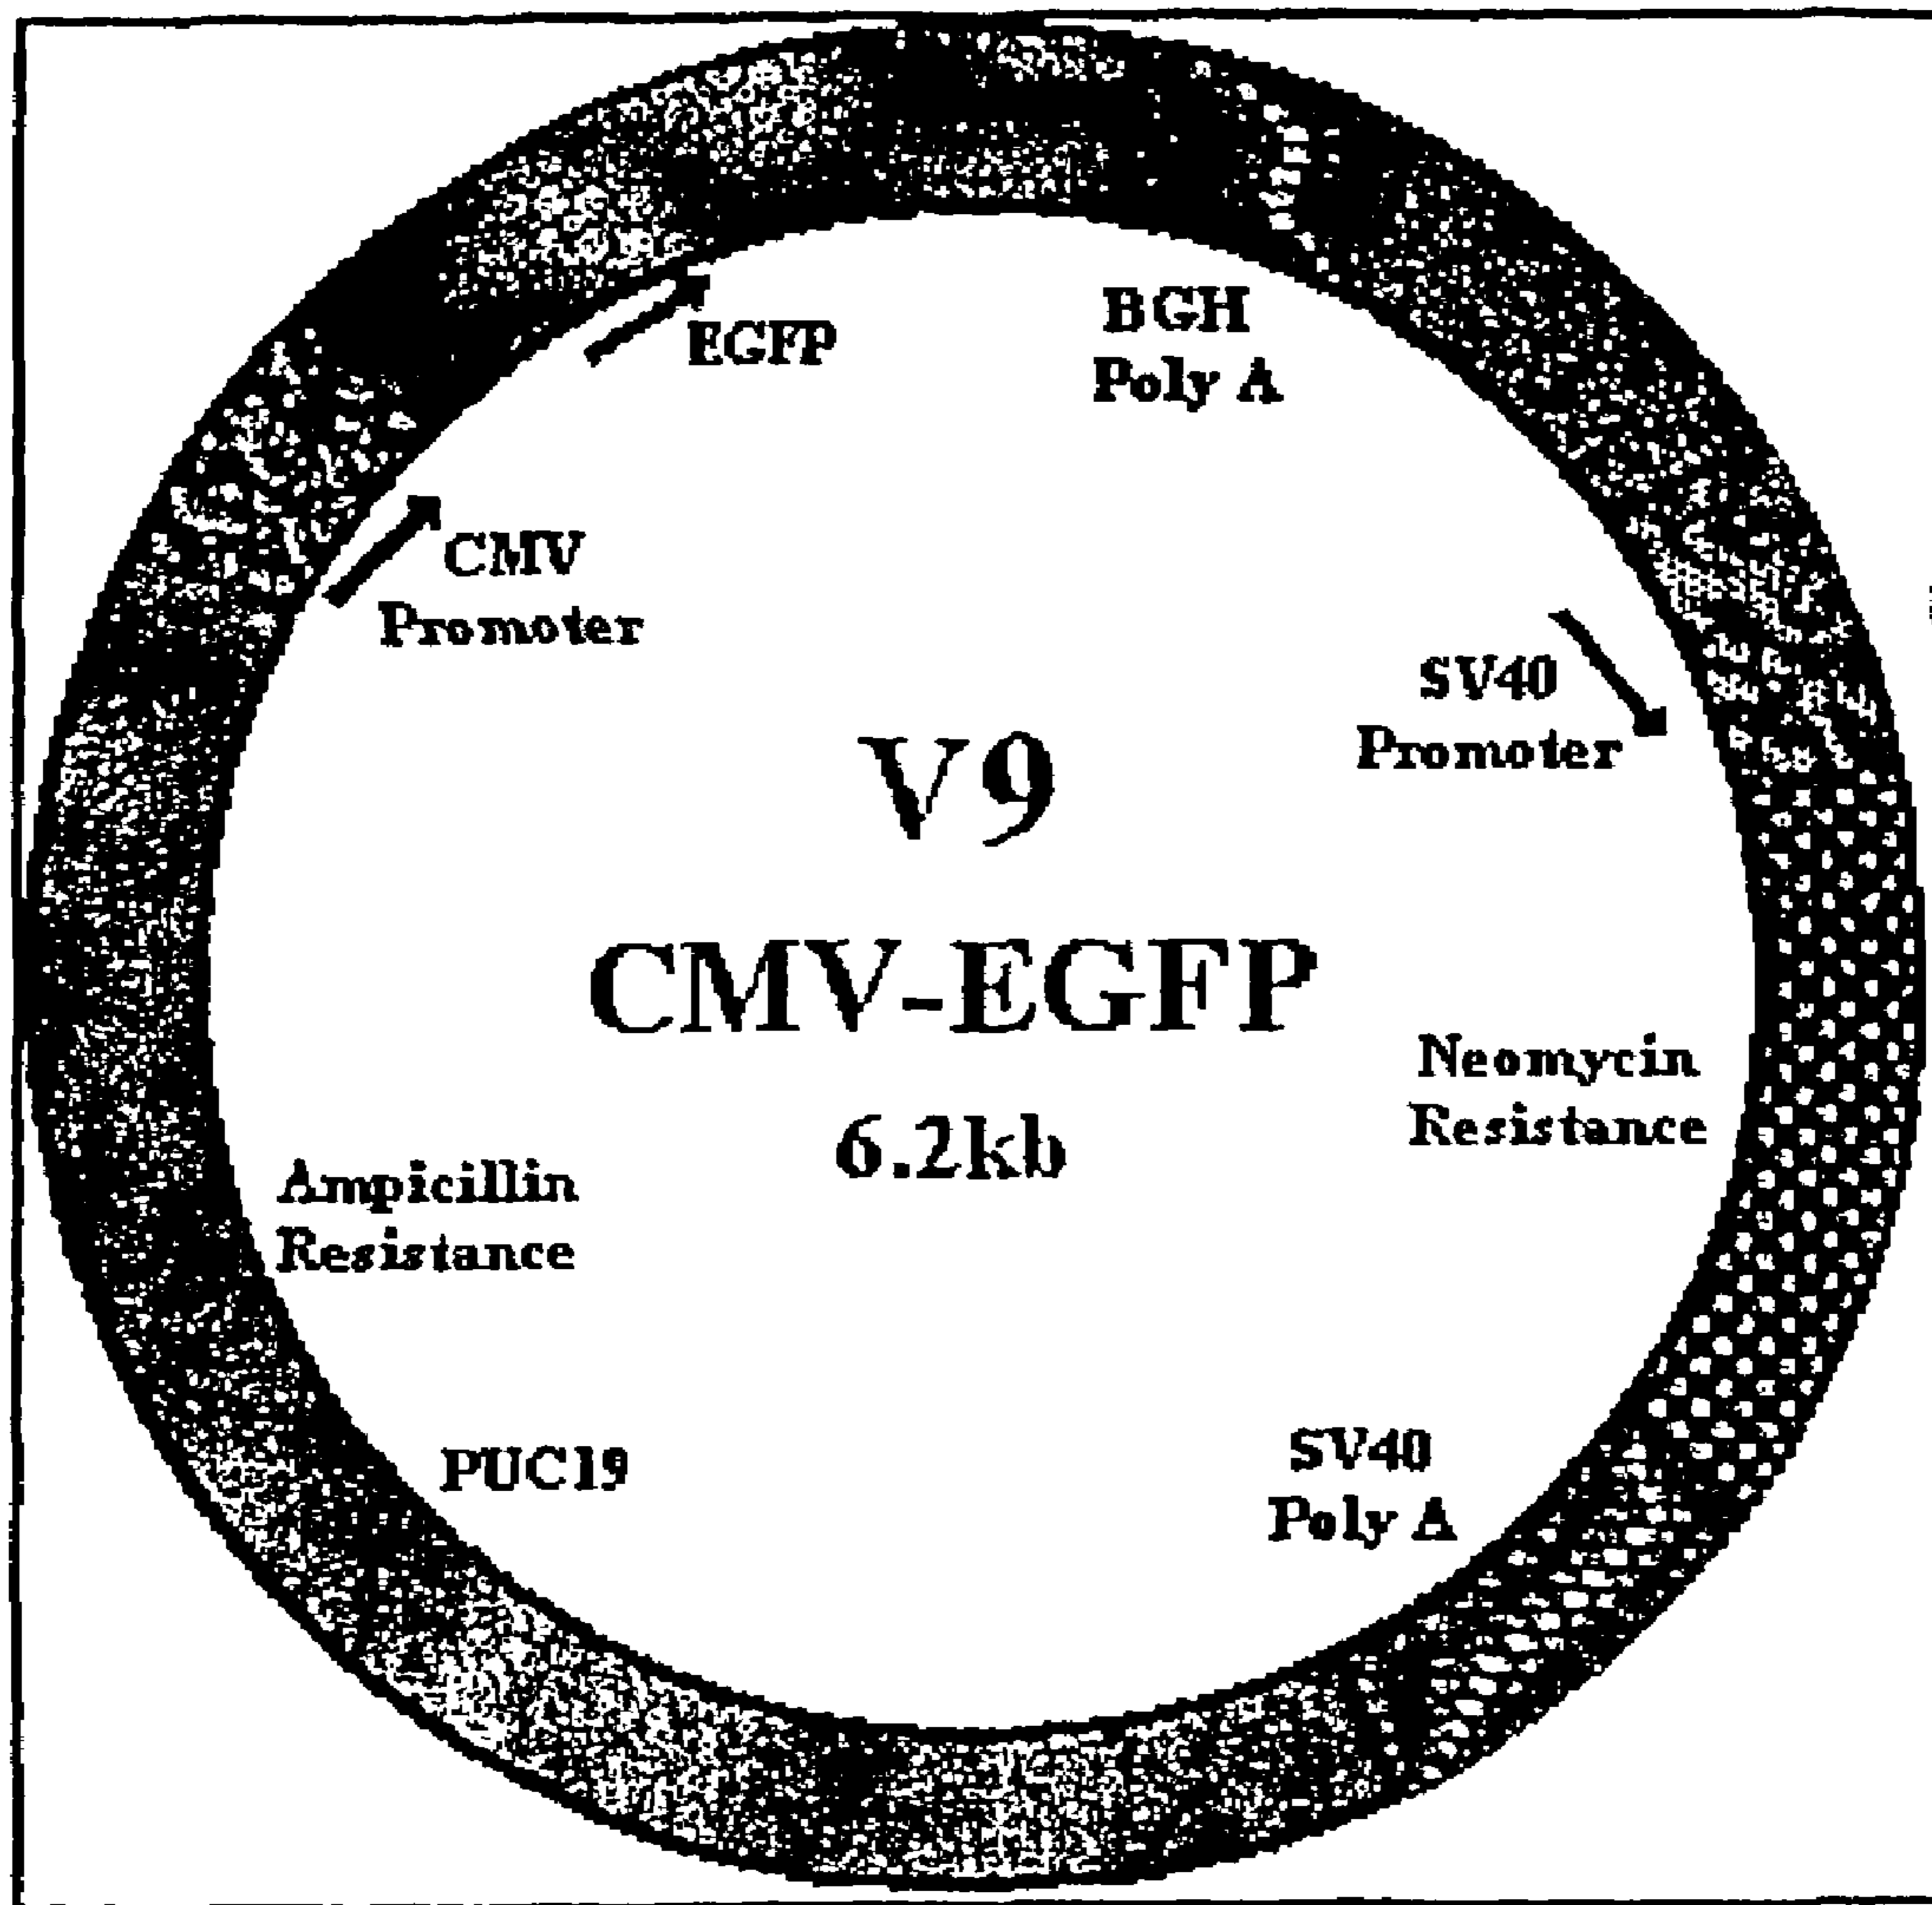 EGFP
BGH
Poly A
CMV
Promoter
SV40
Promoter
V9
CMV-EGFP
6.2kb
Neomycin
Resistance
Ampicillin
Resistance
PUC19
SV40
Poly A